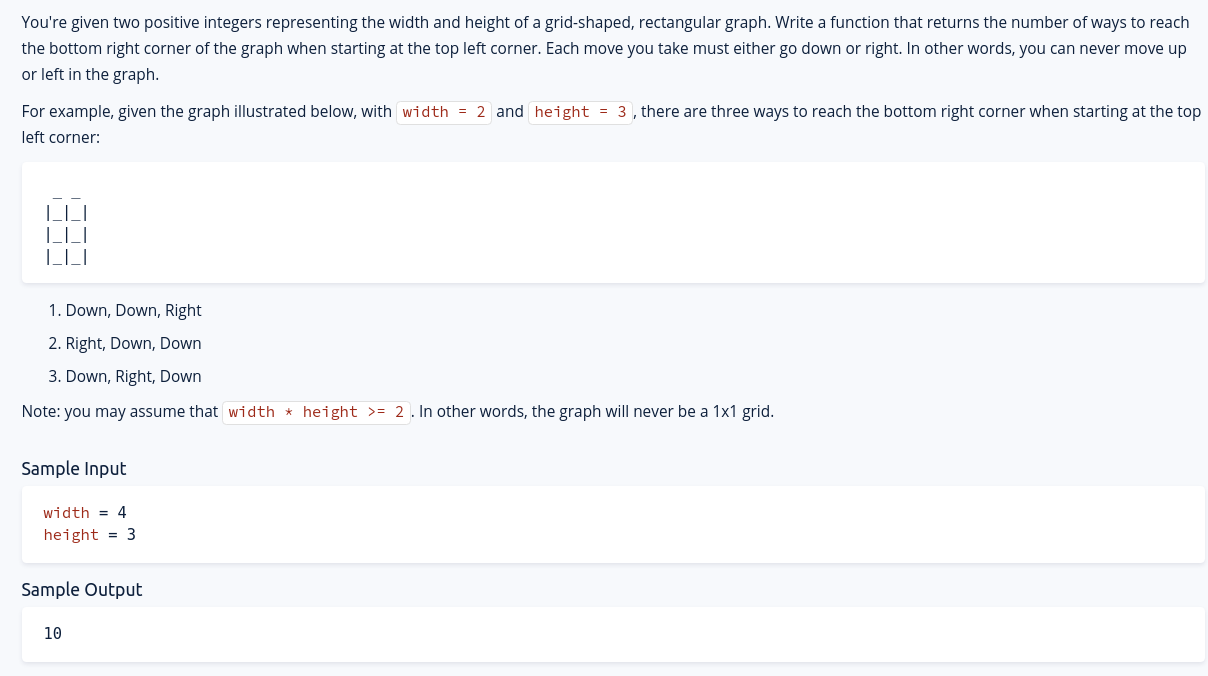 You're given two positive integers representing the width and height of a grid-shaped, rectangular graph. Write a function that returns the number of ways to reach
the bottom right corner of the graph when starting at the top left corner. Each move you take must either go down or right. In other words, you can never move up
or left in the graph.
For example, given the graph illustrated below, with width = 2 and height = 3, there are three ways to reach the bottom right corner when starting at the top
left corner:
 _ _
|_|_|
|_|_|
|_|_|
1. Down, Down, Right
2. Right, Down, Down
3. Down, Right, Down
Note: you may assume that width * height >= 2. In other words, the graph will never be a 1x1 grid.
Sample Input
width = 4
height = 3
Sample Output
10